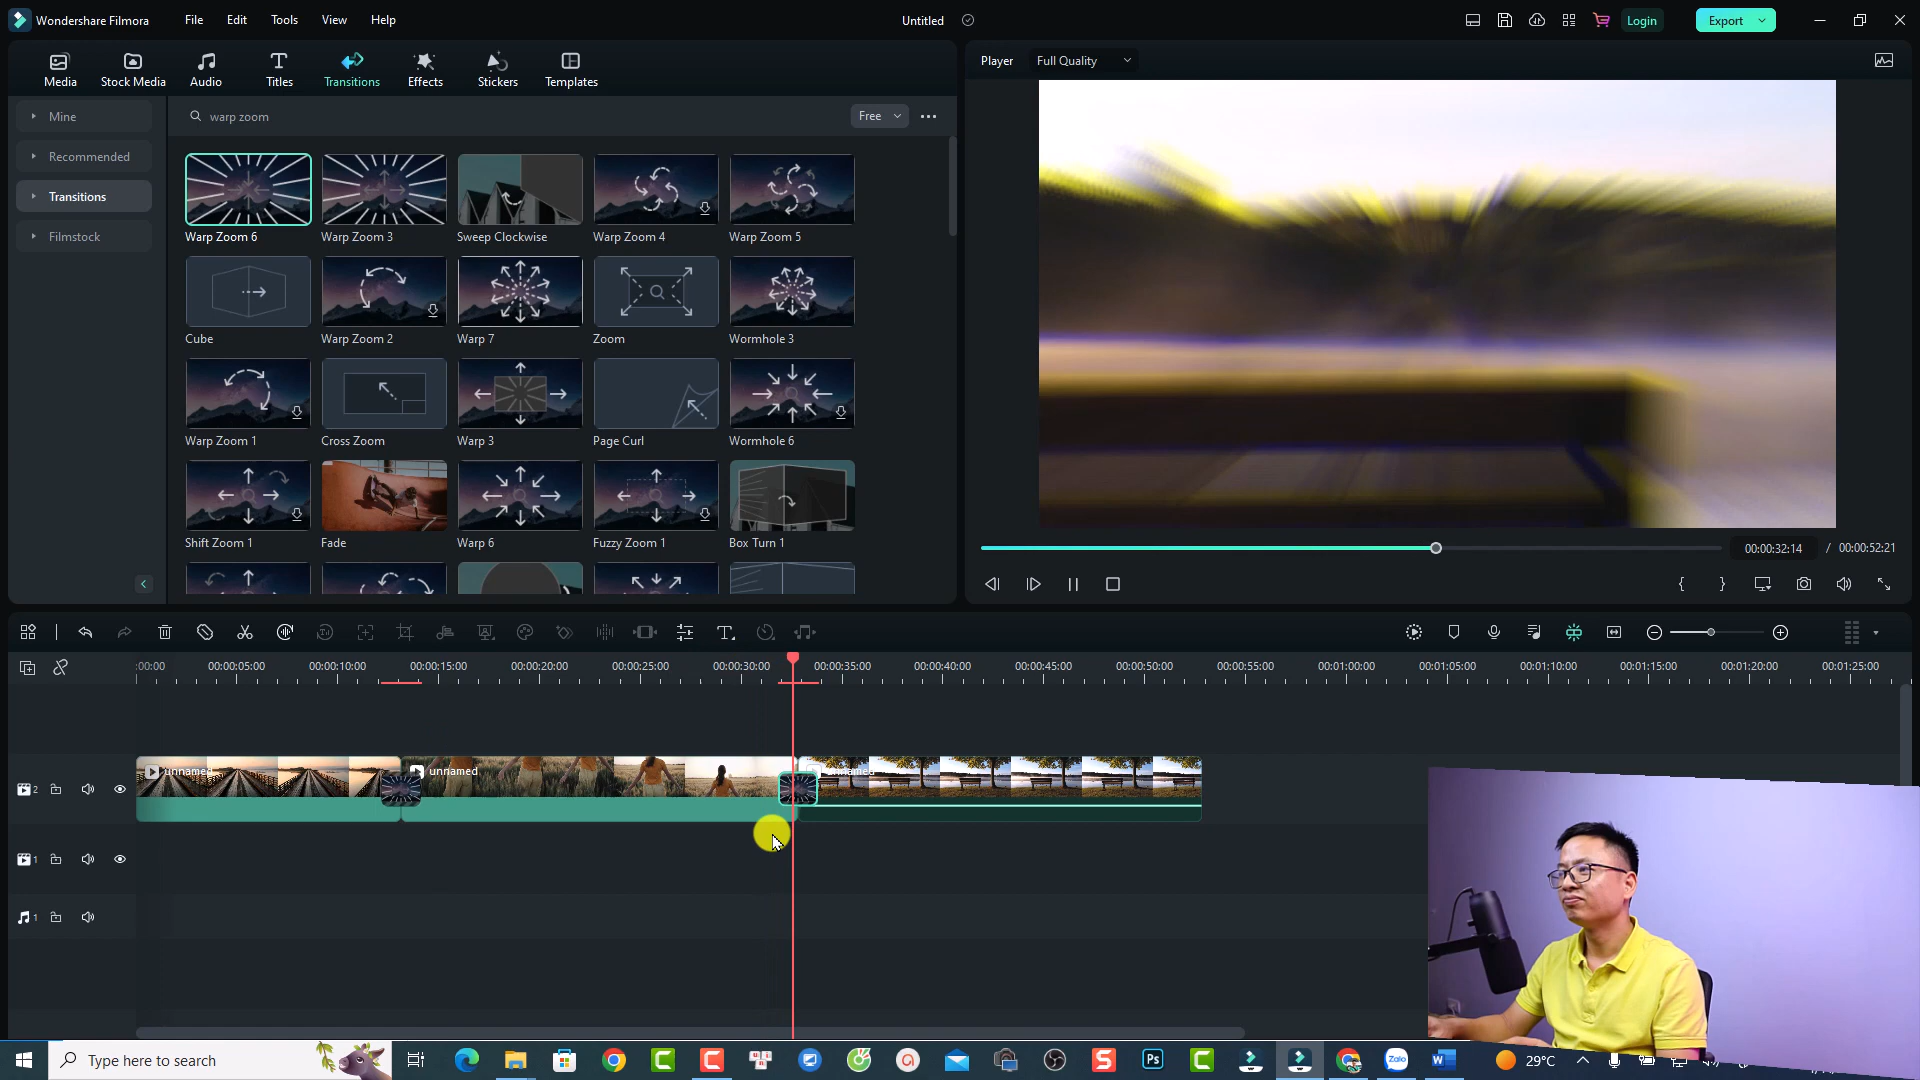 Wondershare Filmora File Edit Tools View Help Untitled Login Export
Media Stock Media Audio Titles Transitions Effects Stickers Templates
Player Full Quality
Mine
Recommended
Transitions
Filmstock
warp zoom Free
Warp Zoom 6 Warp Zoom 3 Sweep Clockwise Warp Zoom 4 Warp Zoom 5
Cube Warp Zoom 2 Warp 7 Zoom Wormhole 3
Warp Zoom 1 Cross Zoom Warp 3 Page Curl Wormhole 6
Shift Zoom 1 Fade Warp 6 Fuzzy Zoom 1 Box Turn 1
00:00:32:14 / 00:00:52:21
:00:00 00:00:05:00 00:00:10:00 00:00:15:00 00:00:20:00 00:00:25:00 00:00:30:00 00:00:35:00 00:00:40:00 00:00:45:00 00:00:50:00 00:00:55:00 00:01:00:00 00:01:05:00 00:01:10:00 00:01:15:00 00:01:20:00 00:01:25:00
2 unnamed unnamed
1
1
Type here to search Ps Zalo 29°C